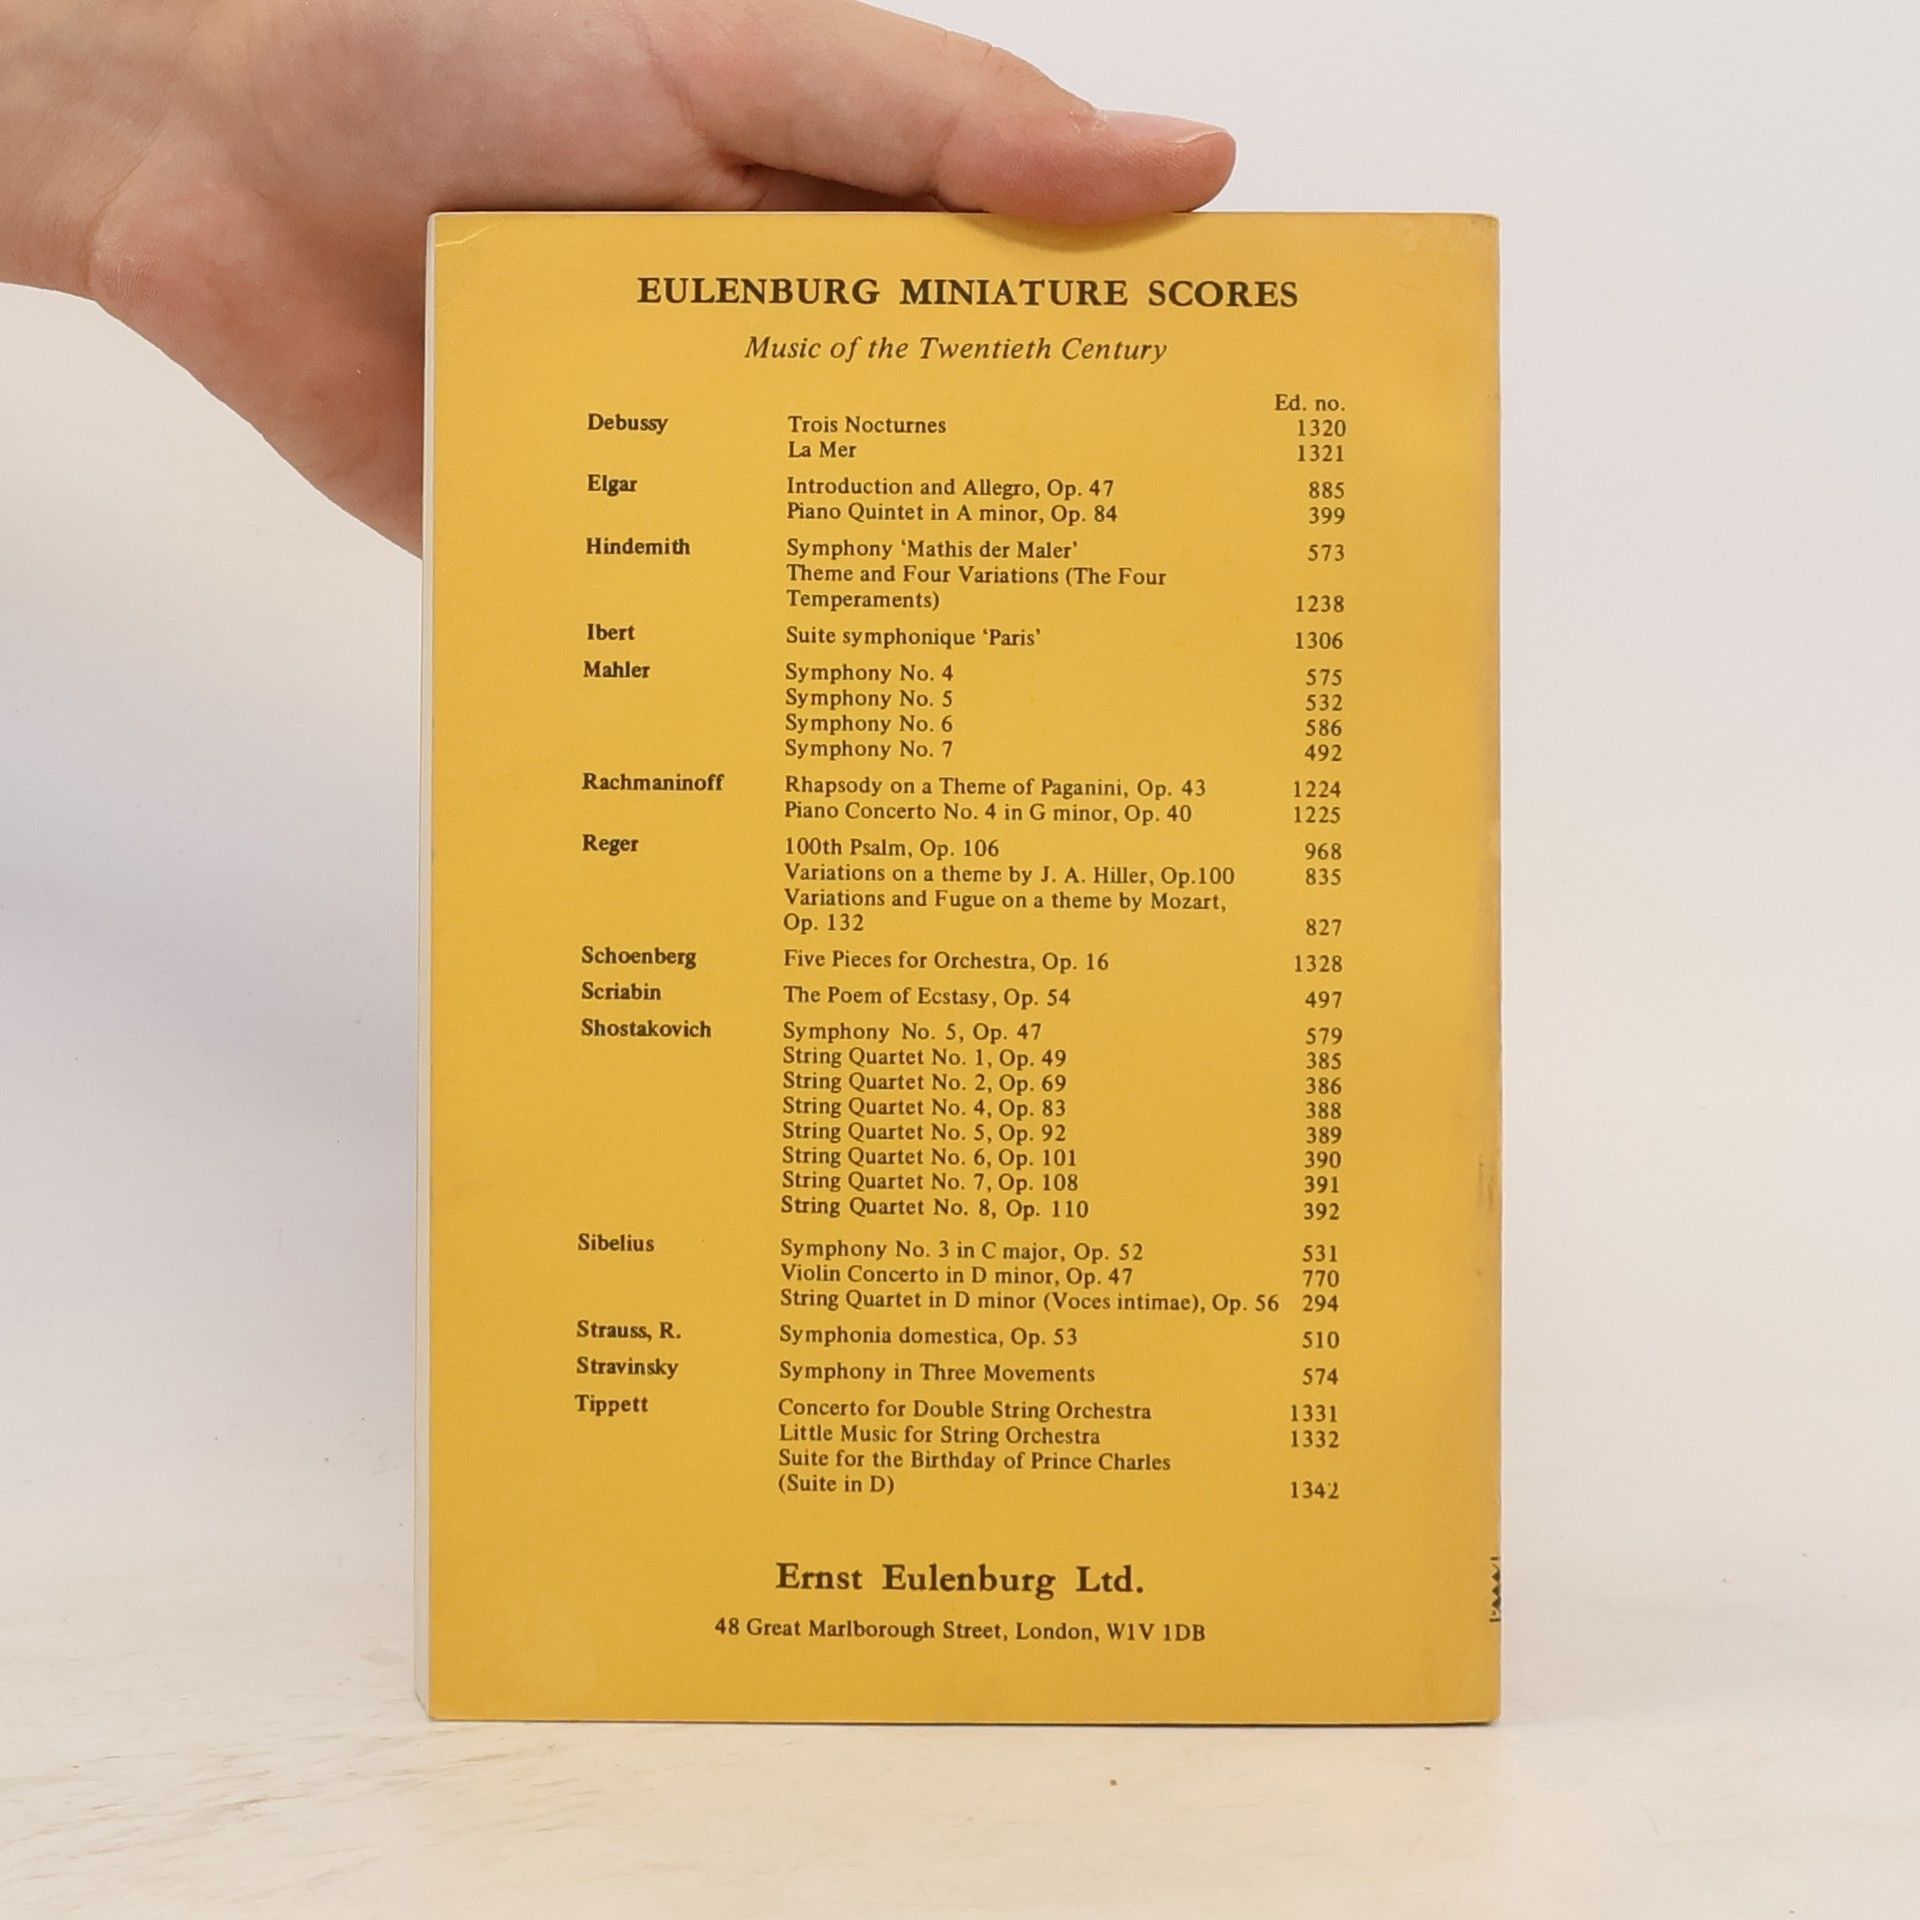 EULENBURG MINIATURE SCORES
Music of the Twentieth Century
Ed. no.
Debussy Trois Nocturnes 1320
La Mer 1321
Elgar Introduction and Allegro, Op. 47 885
Piano Quintet in A minor, Op. 84 399
Hindemith Symphony ‘Mathis der Maler’ 573
Theme and Four Variations (The Four
Temperaments) 1238
Ibert Suite symphonique ‘Paris’ 1306
Mahler Symphony No. 4 575
Symphony No. 5 532
Symphony No. 6 586
Symphony No. 7 492
Rachmaninoff Rhapsody on a Theme of Paganini, Op. 43 1224
Piano Concerto No. 4 in G minor, Op. 40 1225
Reger 100th Psalm, Op. 106 968
Variations on a theme by J. A. Hiller, Op.100 835
Variations and Fugue on a theme by Mozart,
Op. 132 827
Schoenberg Five Pieces for Orchestra, Op. 16 1328
Scriabin The Poem of Ecstasy, Op. 54 497
Shostakovich Symphony No. 5, Op. 47 579
String Quartet No. 1, Op. 49 385
String Quartet No. 2, Op. 69 386
String Quartet No. 4, Op. 83 388
String Quartet No. 5, Op. 92 389
String Quartet No. 6, Op. 101 390
String Quartet No. 7, Op. 108 391
String Quartet No. 8, Op. 110 392
Sibelius Symphony No. 3 in C major, Op. 52 531
Violin Concerto in D minor, Op. 47 770
String Quartet in D minor (Voces intimae), Op. 56 294
Strauss, R. Symphonia domestica, Op. 53 510
Stravinsky Symphony in Three Movements 574
Tippett Concerto for Double String Orchestra 1331
Little Music for String Orchestra 1332
Suite for the Birthday of Prince Charles
(Suite in D) 1342
Ernst Eulenburg Ltd.
48 Great Marlborough Street, London, W1V 1DB